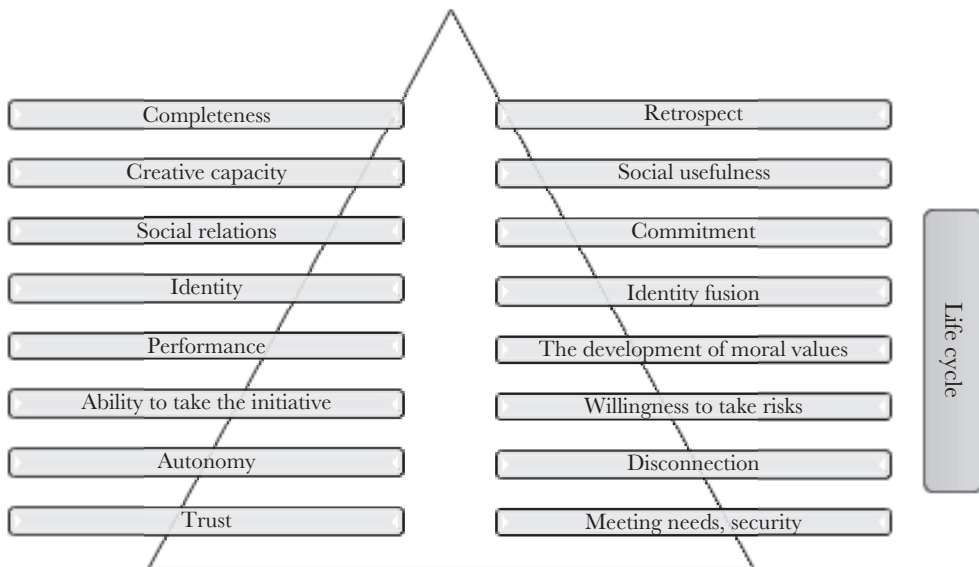 Completeness
Retrospect
Creative capacity
Social usefulness
Social relations
Commitment
Identity
Identity fusion
Performance
The development of moral values
Ability to take the initiative
Willingness to take risks
Autonomy
Disconnection
Trust
Meeting needs, security
Life cycle